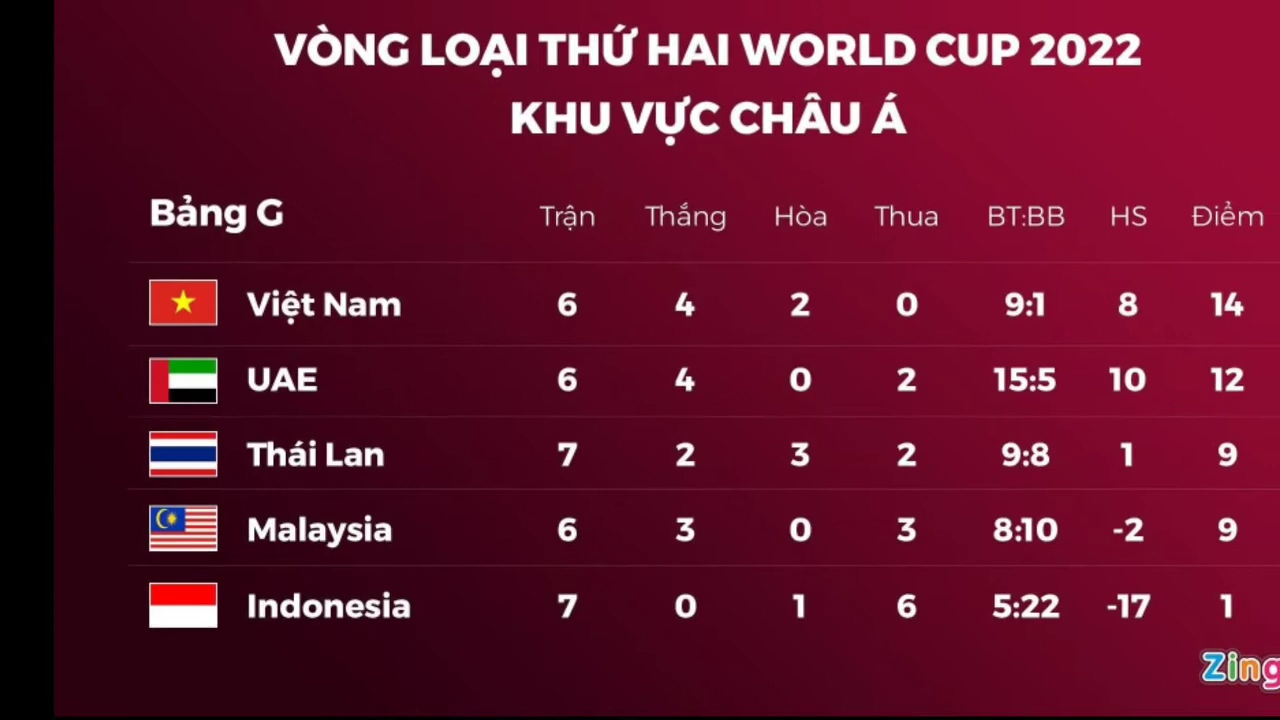 VÒNG LOẠI THỨ HAI WORLD CUP 2022
KHU VỰC CHÂU Á
Bảng G Trận Thắng Hòa Thua BT:BB HS Điểm
Việt Nam 6 4 2 0 9:1 8 14
UAE 6 4 0 2 15:5 10 12
Thái Lan 7 2 3 2 9:8 1 9
Malaysia 6 3 0 3 8:10 -2 9
Indonesia 7 0 1 6 5:22 -17 1
Zing